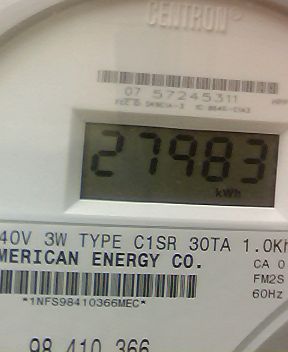 CENTRON®
07 57245311
27983
kWh
40V 3W TYPE C1SR 30TA 1.0Kh
MERICAN ENERGY CO.
CA 0
FM2S
60Hz
*1NFS98410366MEC*
98 410 366